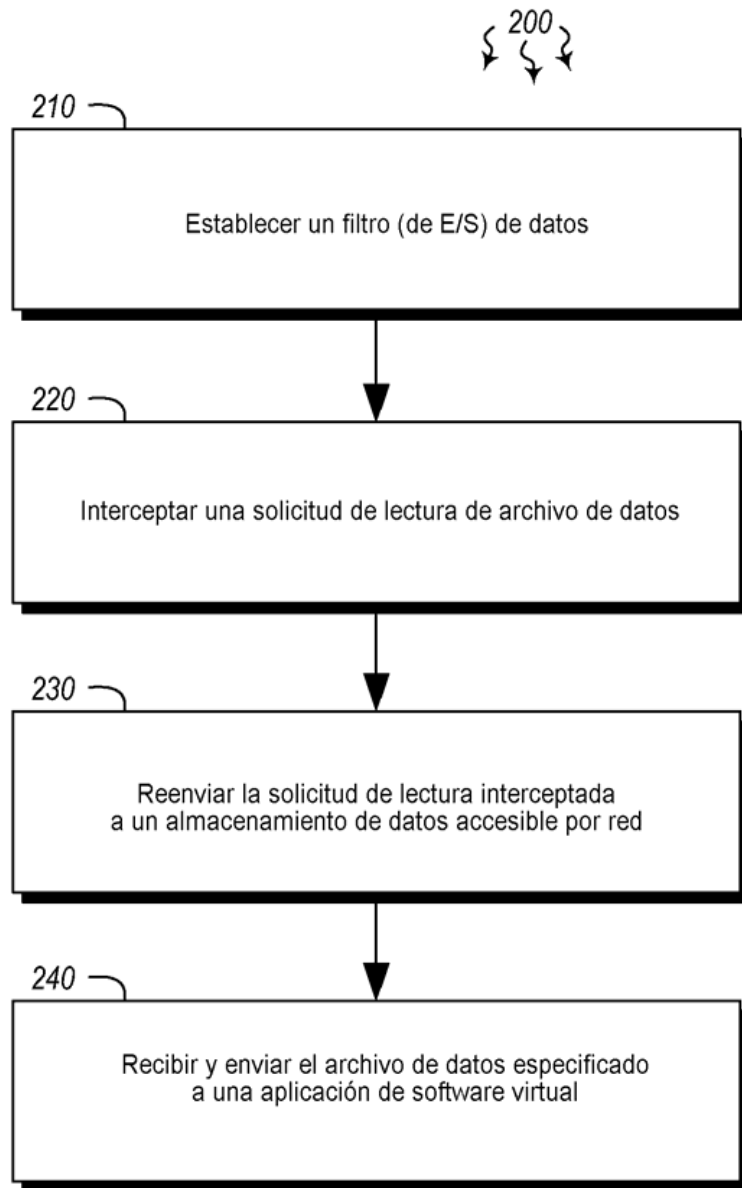 200
210
Establecer un filtro (de E/S) de datos
220
Interceptar una solicitud de lectura de archivo de datos
230
Reenviar la solicitud de lectura interceptada
a un almacenamiento de datos accesible por red
240
Recibir y enviar el archivo de datos especificado
a una aplicación de software virtual